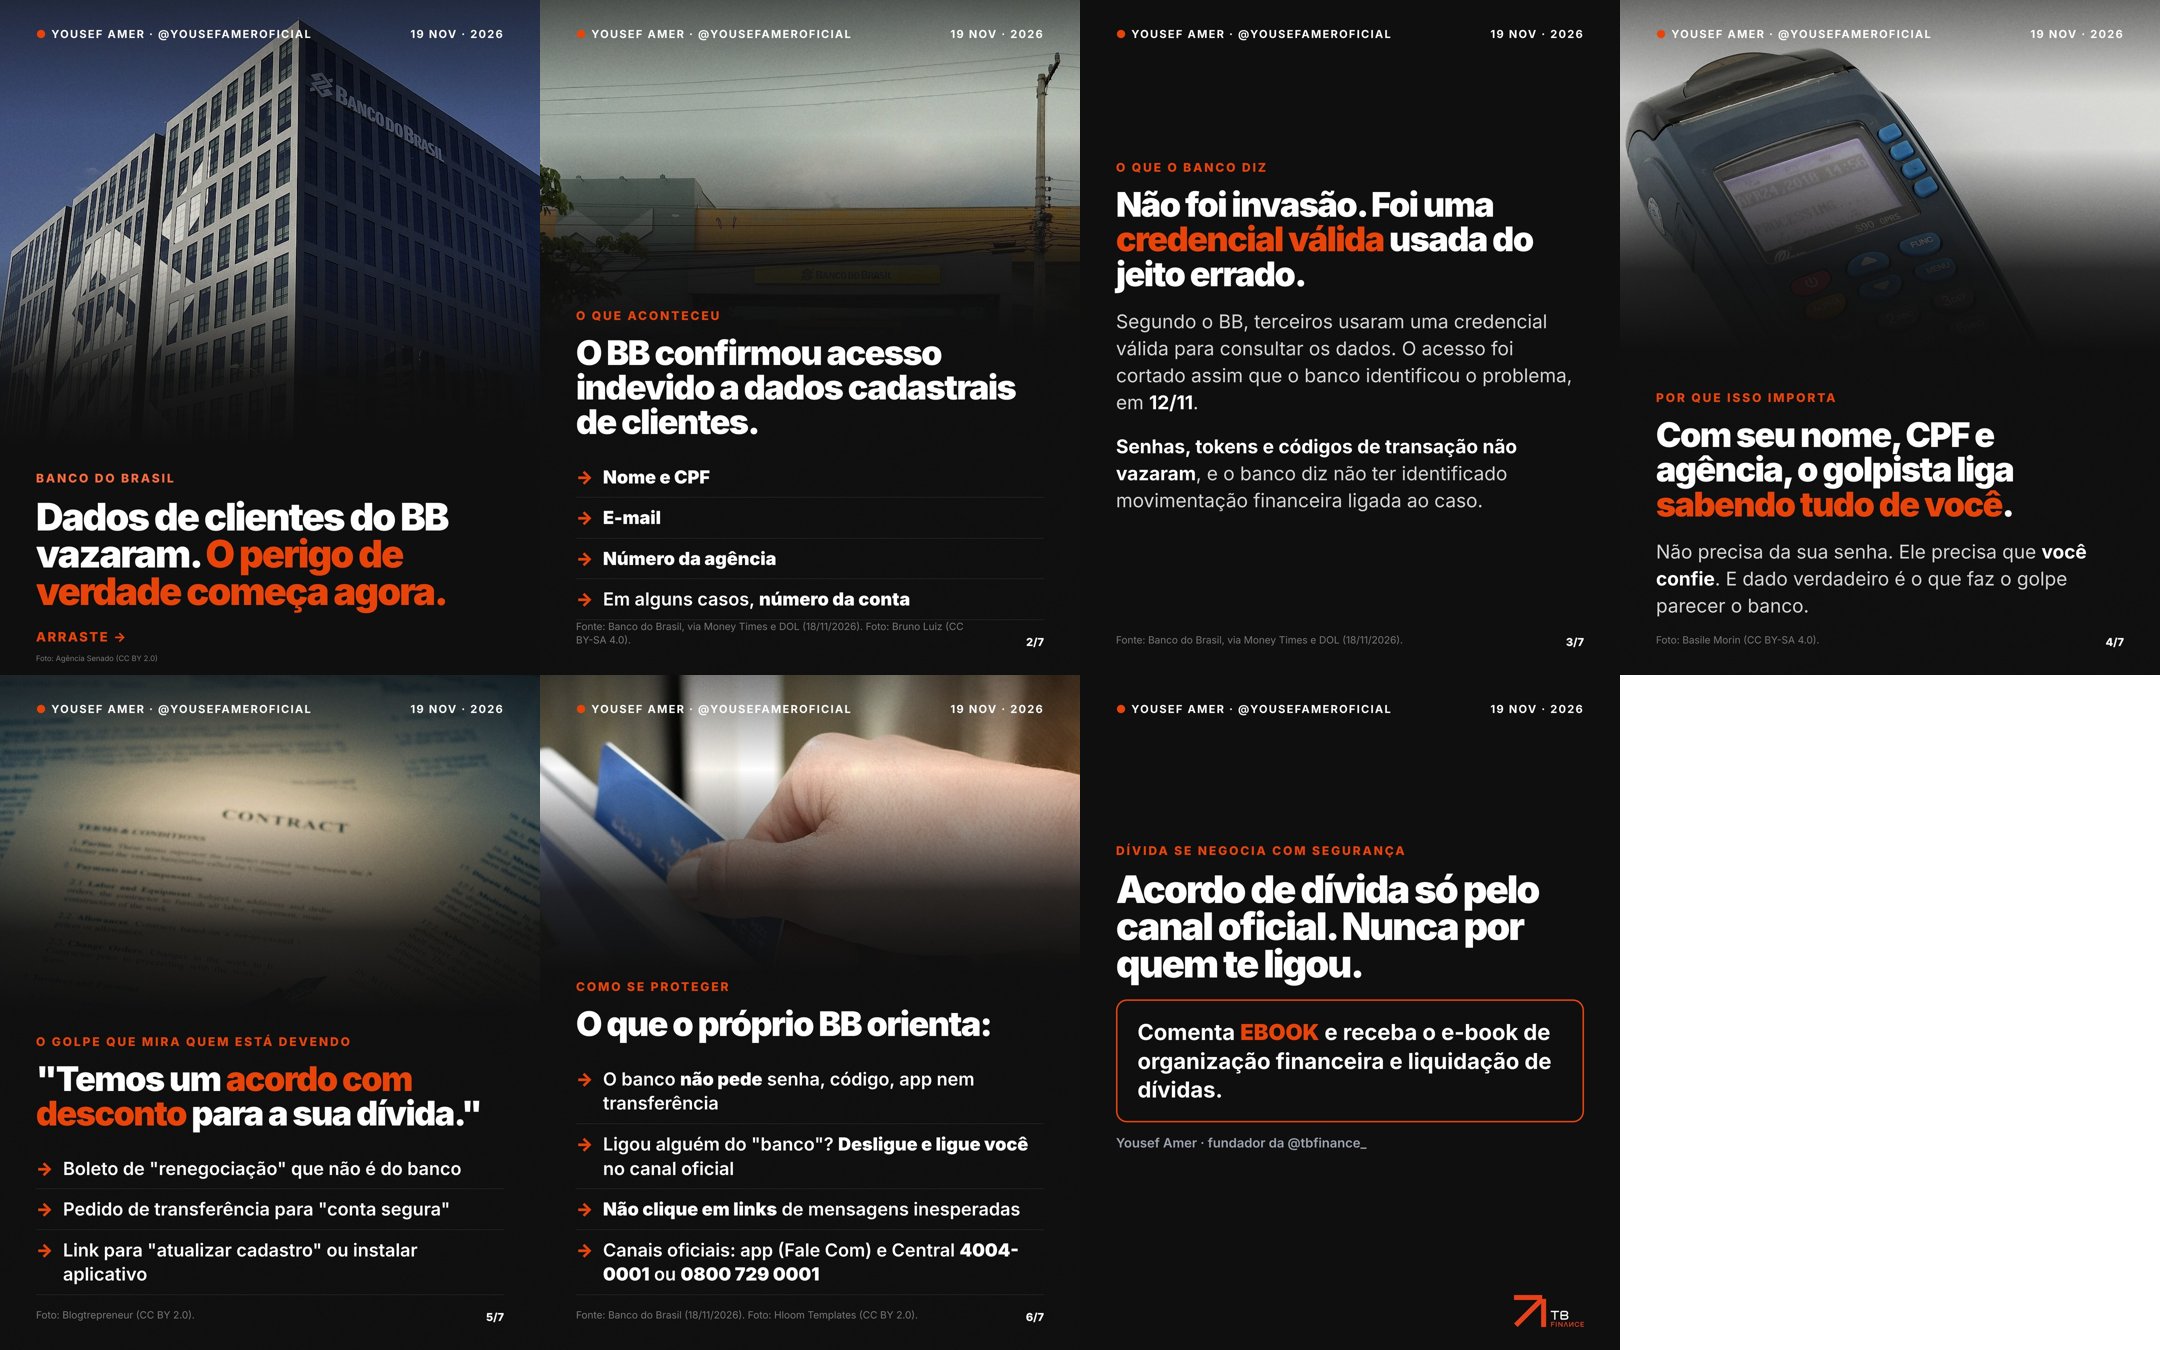 YOUSEF AMER · @YOUSEFAMEROFICIAL
19 NOV · 2026
BANCO DO BRASIL
BANCO DO BRASIL
Dados de clientes do BB
vazaram. O perigo de
verdade começa agora.
ARRASTE →
Foto: Agência Senado (CC BY 2.0)
YOUSEF AMER · @YOUSEFAMEROFICIAL
19 NOV · 2026
BANCO DO BRASIL
O QUE ACONTECEU
O BB confirmou acesso
indevido a dados cadastrais
de clientes.
→ Nome e CPF
→ E-mail
→ Número da agência
→ Em alguns casos, número da conta
Fonte: Banco do Brasil, via Money Times e DOL (18/11/2026). Foto: Bruno Luiz (CC
BY-SA 4.0).
2/7
YOUSEF AMER · @YOUSEFAMEROFICIAL
19 NOV · 2026
O QUE O BANCO DIZ
Não foi invasão. Foi uma
credencial válida usada do
jeito errado.
Segundo o BB, terceiros usaram uma credencial
válida para consultar os dados. O acesso foi
cortado assim que o banco identificou o problema,
em 12/11.
Senhas, tokens e códigos de transação não
vazaram, e o banco diz não ter identificado
movimentação financeira ligada ao caso.
Fonte: Banco do Brasil, via Money Times e DOL (18/11/2026).
3/7
YOUSEF AMER · @YOUSEFAMEROFICIAL
19 NOV · 2026
S90 GPRS
FUNC
MENU
POR QUE ISSO IMPORTA
Com seu nome, CPF e
agência, o golpista liga
sabendo tudo de você.
Não precisa da sua senha. Ele precisa que você
confie. E dado verdadeiro é o que faz o golpe
parecer o banco.
Foto: Basile Morin (CC BY-SA 4.0).
4/7
YOUSEF AMER · @YOUSEFAMEROFICIAL
19 NOV · 2026
CONTRACT
TERMS & CONDITIONS
O GOLPE QUE MIRA QUEM ESTÁ DEVENDO
"Temos um acordo com
desconto para a sua dívida."
→ Boleto de "renegociação" que não é do banco
→ Pedido de transferência para "conta segura"
→ Link para "atualizar cadastro" ou instalar
aplicativo
Foto: Blogtrepreneur (CC BY 2.0).
5/7
YOUSEF AMER · @YOUSEFAMEROFICIAL
19 NOV · 2026
COMO SE PROTEGER
O que o próprio BB orienta:
→ O banco não pede senha, código, app nem
transferência
→ Ligou alguém do "banco"? Desligue e ligue você
no canal oficial
→ Não clique em links de mensagens inesperadas
→ Canais oficiais: app (Fale Com) e Central 4004-
0001 ou 0800 729 0001
Fonte: Banco do Brasil (18/11/2026). Foto: Hloom Templates (CC BY 2.0).
6/7
YOUSEF AMER · @YOUSEFAMEROFICIAL
19 NOV · 2026
DÍVIDA SE NEGOCIA COM SEGURANÇA
Acordo de dívida só pelo
canal oficial. Nunca por
quem te ligou.
Comenta EBOOK e receba o e-book de
organização financeira e liquidação de
dívidas.
Yousef Amer · fundador da @tbfinance_
TB
FINANCE